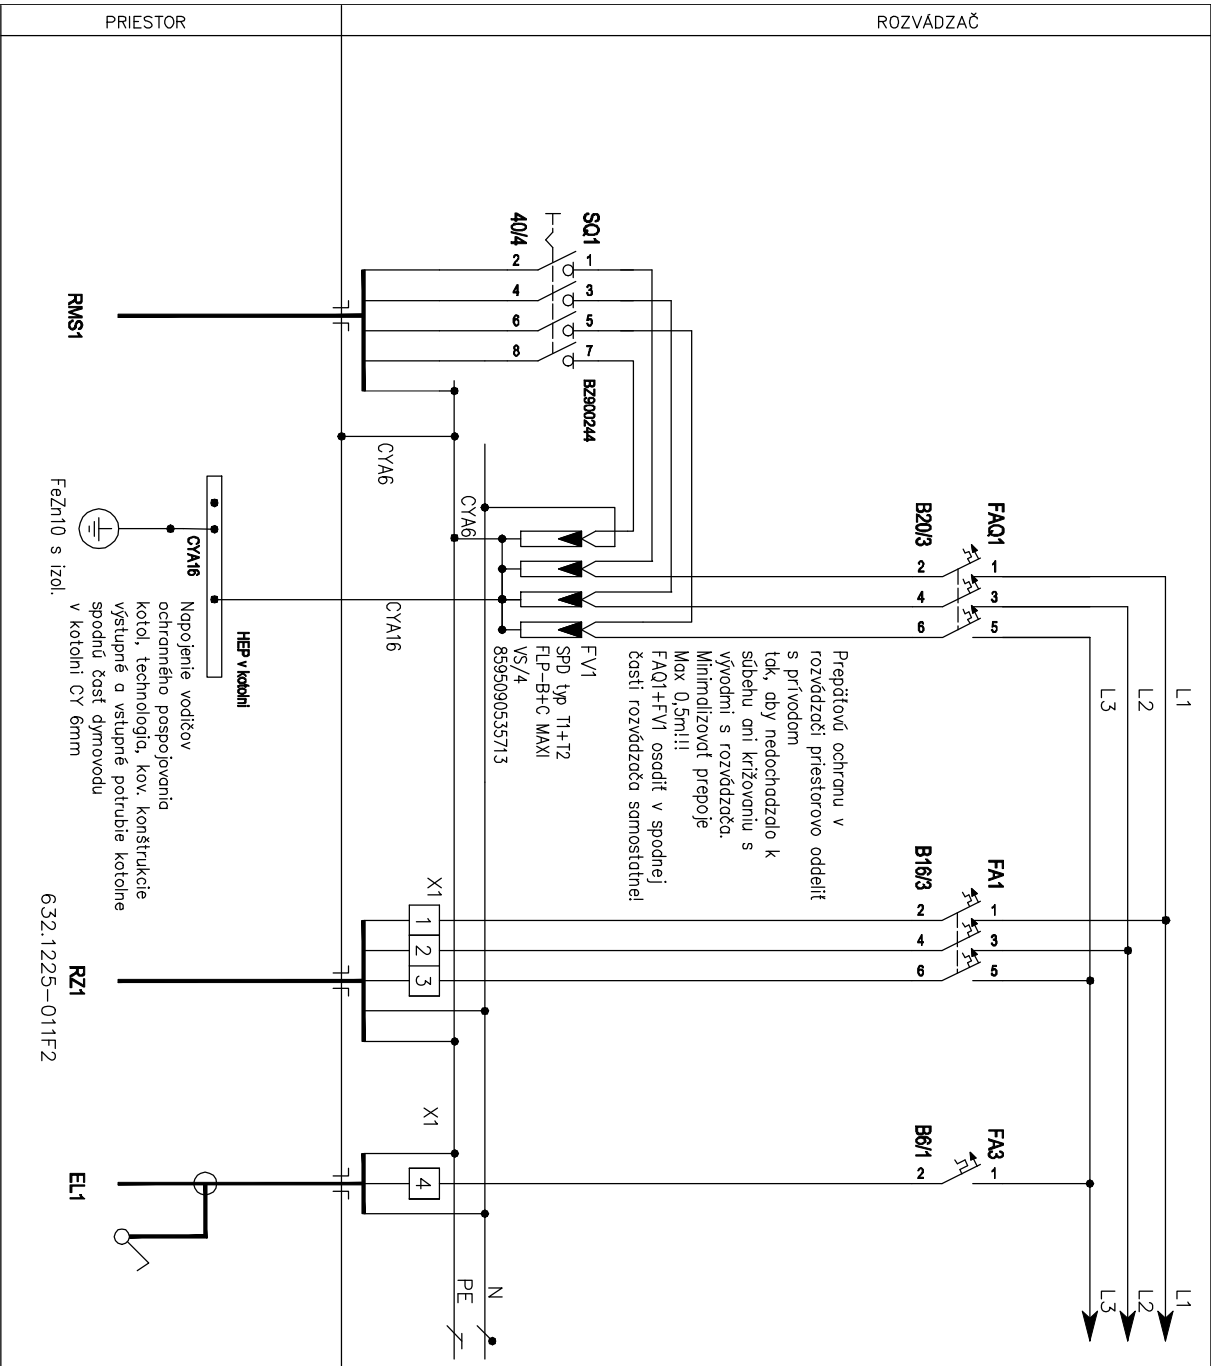 PRIESTOR
ROZVÁDZAČ
SQ1
40/4
1
3
5
7
2
4
6
8
BZ900244
RMS1
CYA6
CYA6
CYA16
CYA16
FeZn10 s izol.
HEP v kotolni
Napojenie vodičov
ochranného pospojovania
kotol, technologia, kov. konštrukcie
výstupné a vstupné potrubie kotolne
spodnú časť dymovodu
v kotolni CY 6mm
FV1
SPD typ T1+T2
FLP-B+C MAXI
VS/4
8595090535713
FAQ1
B20/3
1
3
5
2
4
6
Prepäťovú ochranu v
rozvádzači priestorovo oddeliť
s prívodom
tak, aby nedochadzalo k
súbehu ani križovaniu s
vývodmi s rozvádzača.
Minimalizovať prepoje
Max 0,5m!!!
FAQ1+FV1 osadiť v spodnej
časti rozvádzača samostatne!
L1
L2
L3
FA1
B16/3
1
3
5
2
4
6
X1
1
2
3
RZ1
632.1225-011F2
FA3
B6/1
1
2
X1
4
EL1
N
PE
L1
L2
L3